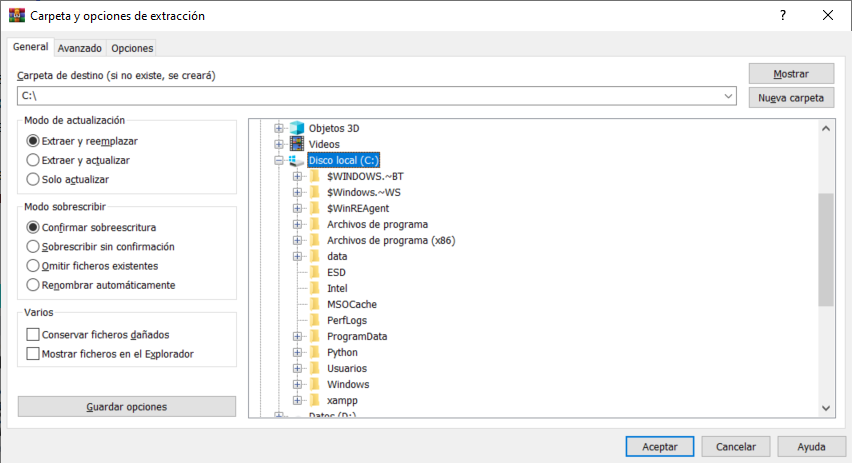 Carpeta y opciones de extracción
General
Avanzado
Opciones
Carpeta de destino (si no existe, se creará)
C:\
Mostrar
Nueva carpeta
Modo de actualización
Extraer y reemplazar
Extraer y actualizar
Solo actualizar
Modo sobrescribir
Confirmar sobreescritura
Sobrescribir sin confirmación
Omitir ficheros existentes
Renombrar automáticamente
Varios
Conservar ficheros dañados
Mostrar ficheros en el Explorador
Guardar opciones
Objetos 3D
Videos
Disco local (C:)
$WINDOWS.~BT
$Windows.~WS
$WinREAgent
Archivos de programa
Archivos de programa (x86)
data
ESD
Intel
MSOCache
PerfLogs
ProgramData
Python
Usuarios
Windows
xampp
Datos (D:)
Aceptar
Cancelar
Ayuda